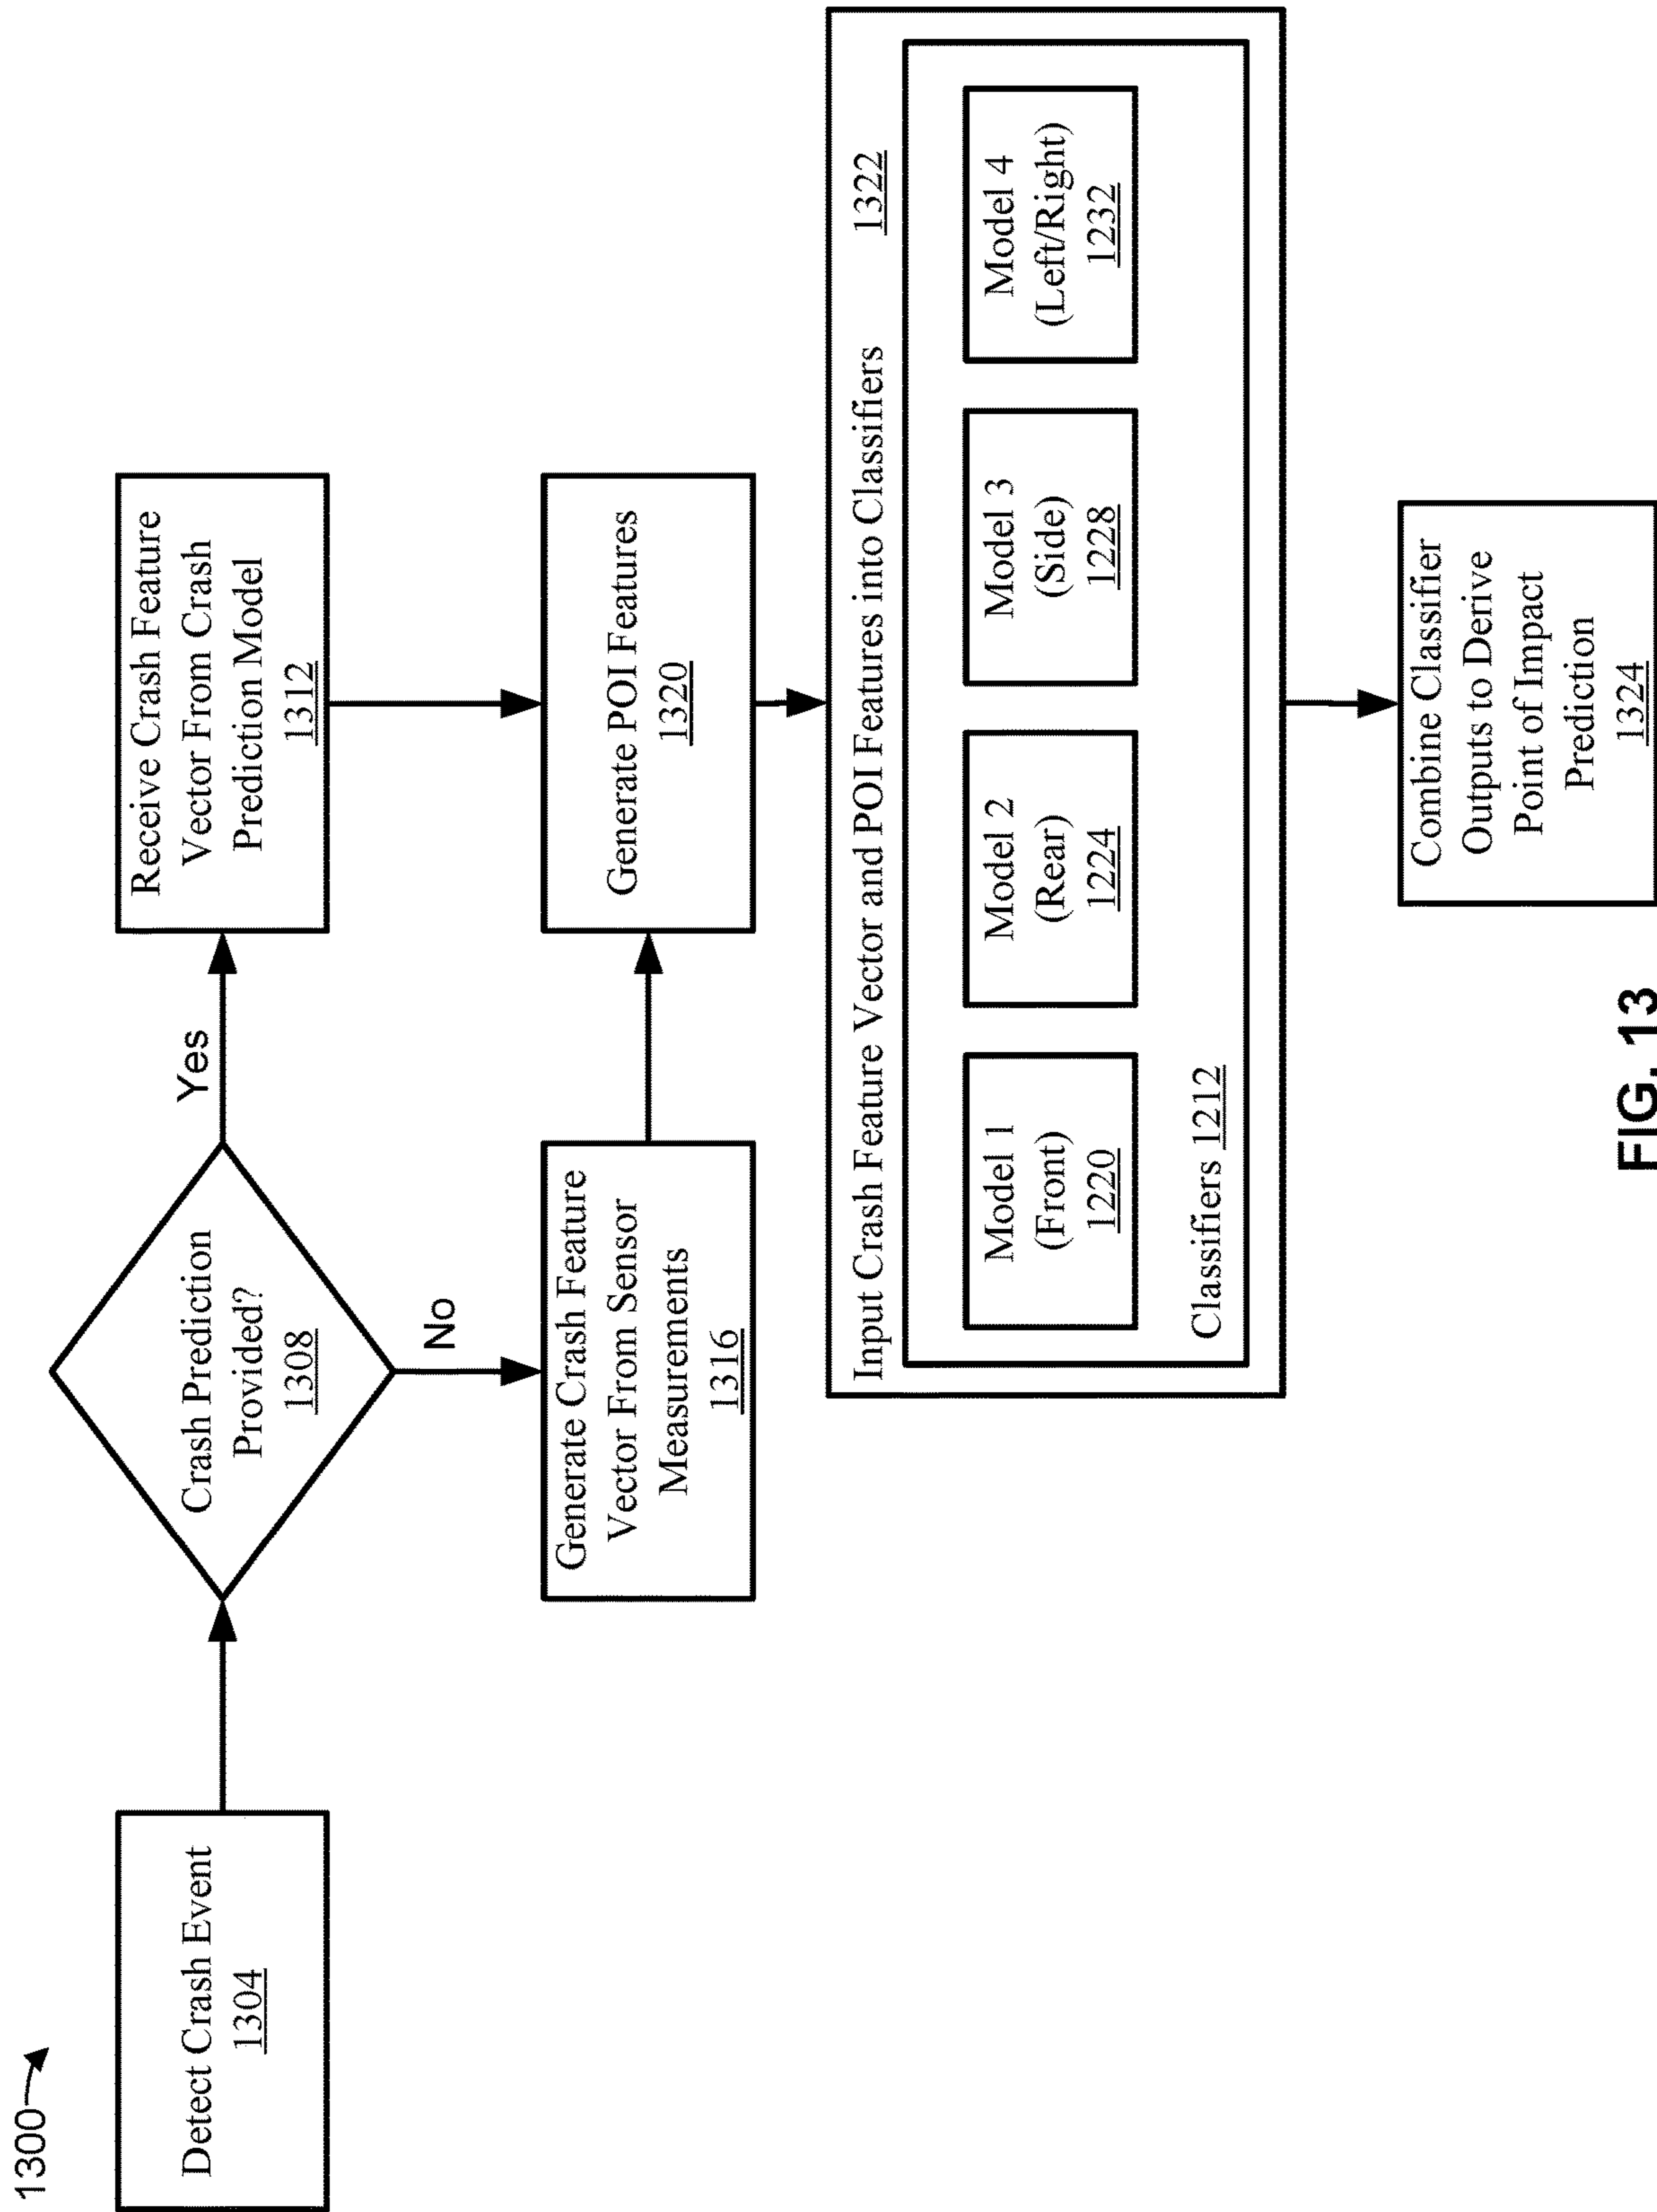 1300
Detect Crash Event
1304
Crash Prediction
Provided?
1308
Yes
No
Receive Crash Feature
Vector From Crash
Prediction Model
1312
Generate Crash Feature
Vector From Sensor
Measurements
1316
Generate POI Features
1320
Input Crash Feature Vector and POI Features into Classifiers 1322
Model 1
(Front)
1220
Model 2
(Rear)
1224
Model 3
(Side)
1228
Model 4
(Left/Right)
1232
Classifiers 1212
Combine Classifier
Outputs to Derive
Point of Impact
Prediction
1324
FIG. 13